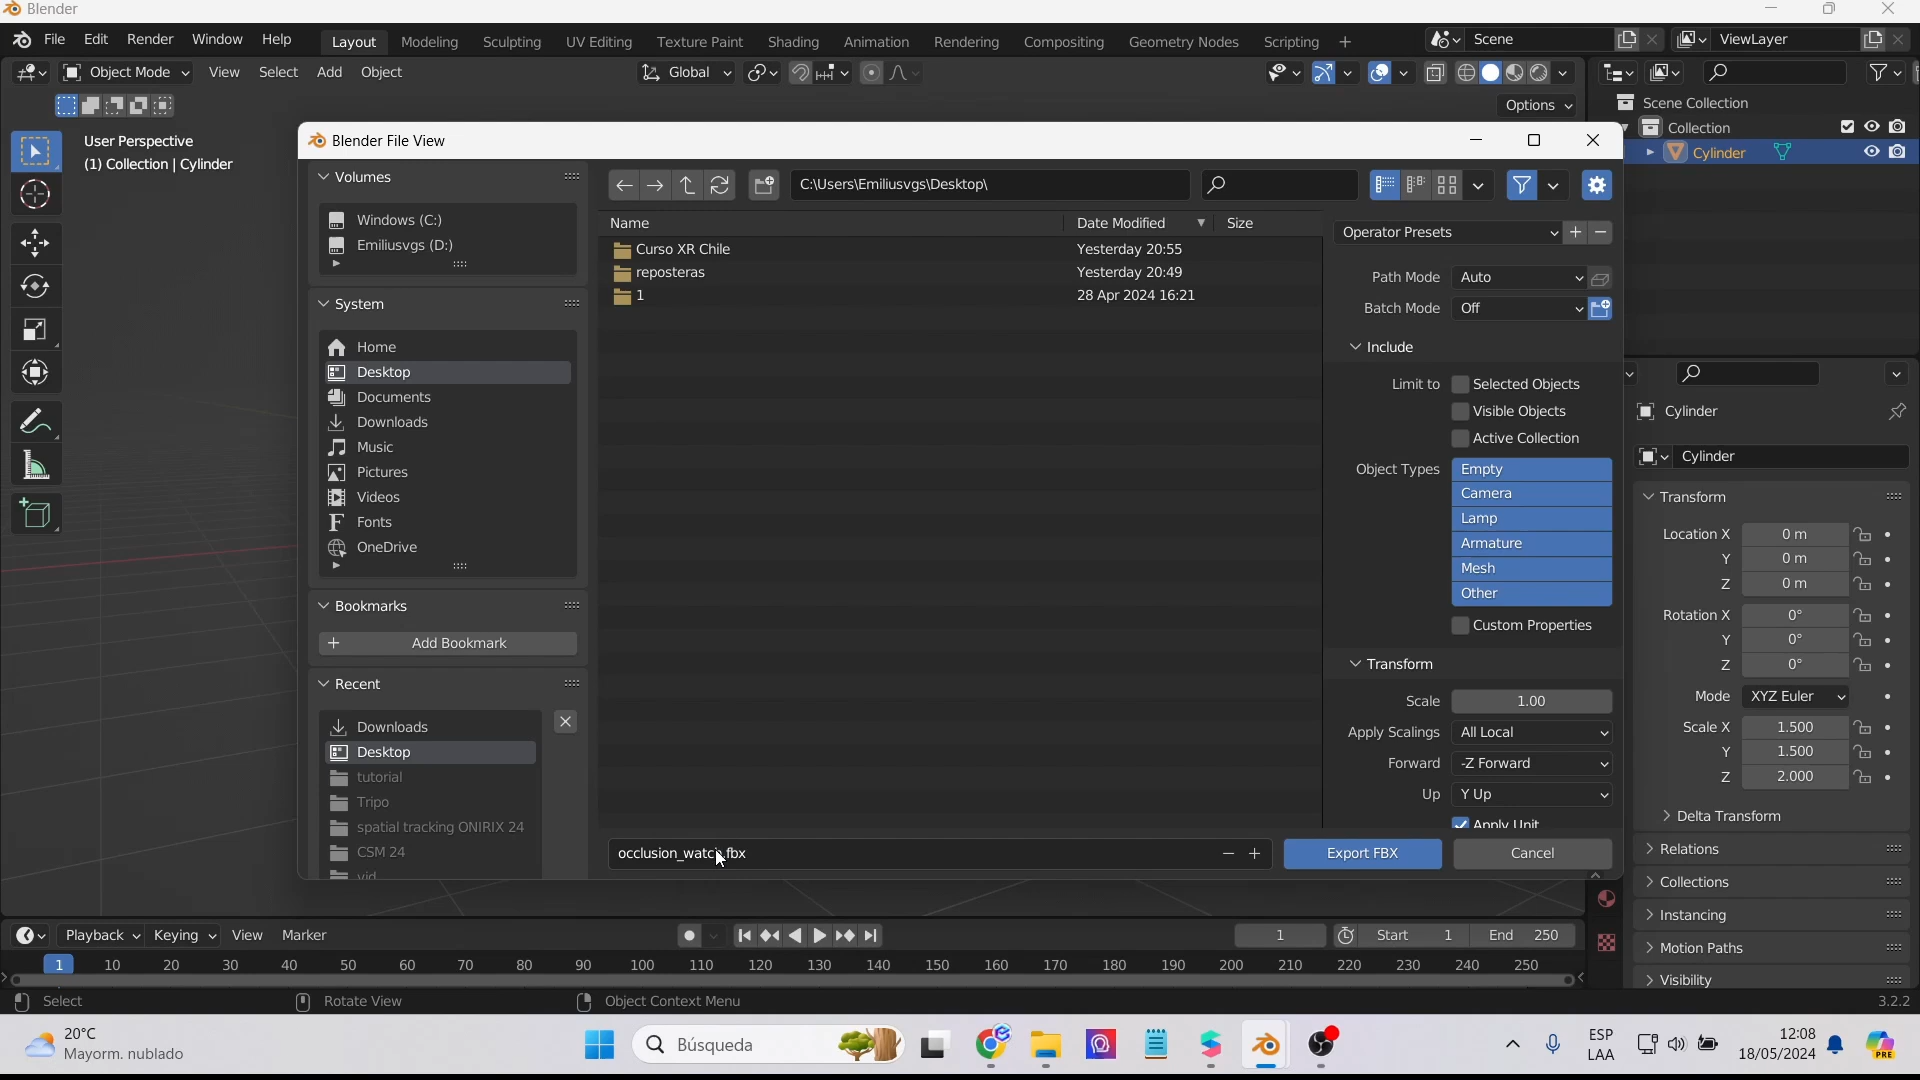 Blender
File Edit Render Window Help Layout Modeling Sculpting UV Editing Texture Paint Shading Animation Rendering Compositing Geometry Nodes Scripting + Scene ViewLayer
Object Mode View Select Add Object Global
Options
User Perspective
(1) Collection | Cylinder
Scene Collection
Collection
Cylinder
Blender File View
Volumes
Windows (C:)
Emiliusvgs (D:)
System
Home
Desktop
Documents
Downloads
Music
Pictures
Videos
Fonts
OneDrive
Bookmarks
Add Bookmark
Recent
Downloads
Desktop
tutorial
Tripo
spatial tracking ONIRIX 24
CSM 24
vid
C:\Users\Emiliusvgs\Desktop\
Name Date Modified Size
Curso XR Chile Yesterday 20:55
reposteras Yesterday 20:49
1 28 Apr 2024 16:21
Operator Presets
Path Mode Auto
Batch Mode Off
Include
Limit to Selected Objects
Visible Objects
Active Collection
Object Types Empty
Camera
Lamp
Armature
Mesh
Other
Custom Properties
Transform
Scale 1.00
Apply Scalings All Local
Forward -Z Forward
Up Y Up
Apply Unit
occlusion_watch.fbx Export FBX Cancel
Cylinder
Cylinder
Transform
Location X 0 m
Y 0 m
Z 0 m
Rotation X 0°
Y 0°
Z 0°
Mode XYZ Euler
Scale X 1.500
Y 1.500
Z 2.000
Delta Transform
Relations
Collections
Instancing
Motion Paths
Visibility
Playback Keying View Marker 1 Start 1 End 250
1 10 20 30 40 50 60 70 80 90 100 110 120 130 140 150 160 170 180 190 200 210 220 230 240 250
Select Rotate View Object Context Menu 3.2.2
20°C
Mayorm. nublado
Búsqueda
ESP
LAA
12:08
18/05/2024
PRE